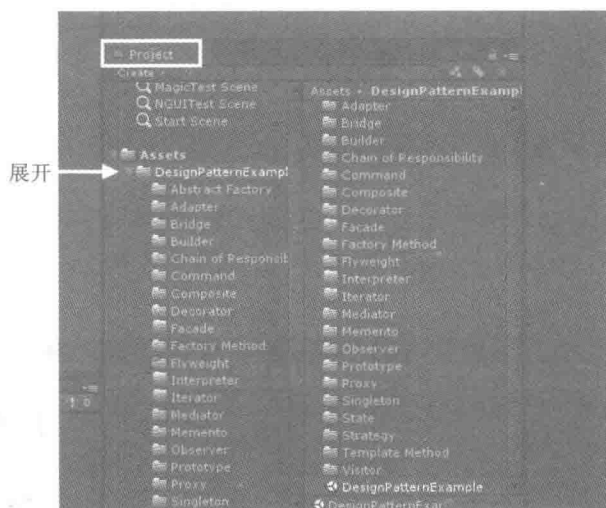 Project
Create
MagicTest Scene
NGUITest Scene
Start Scene
Assets
展开
DesignPatternExampl
Abstract Factory
Adapter
Bridge
Builder
Chain of Responsib
Command
Composite
Decorator
Facade
Factory Method
Flyweight
Interpreter
Iterator
Mediator
Memento
Observer
Prototype
Proxy
Singleton
Assets
DesignPatternExampl
Adapter
Bridge
Builder
Chain of Responsibility
Command
Composite
Decorator
Facade
Factory Method
Flyweight
Interpreter
Iterator
Mediator
Memento
Observer
Prototype
Proxy
Singleton
State
Strategy
Template Method
Visitor
DesignPatternExample
DesignPatternExar